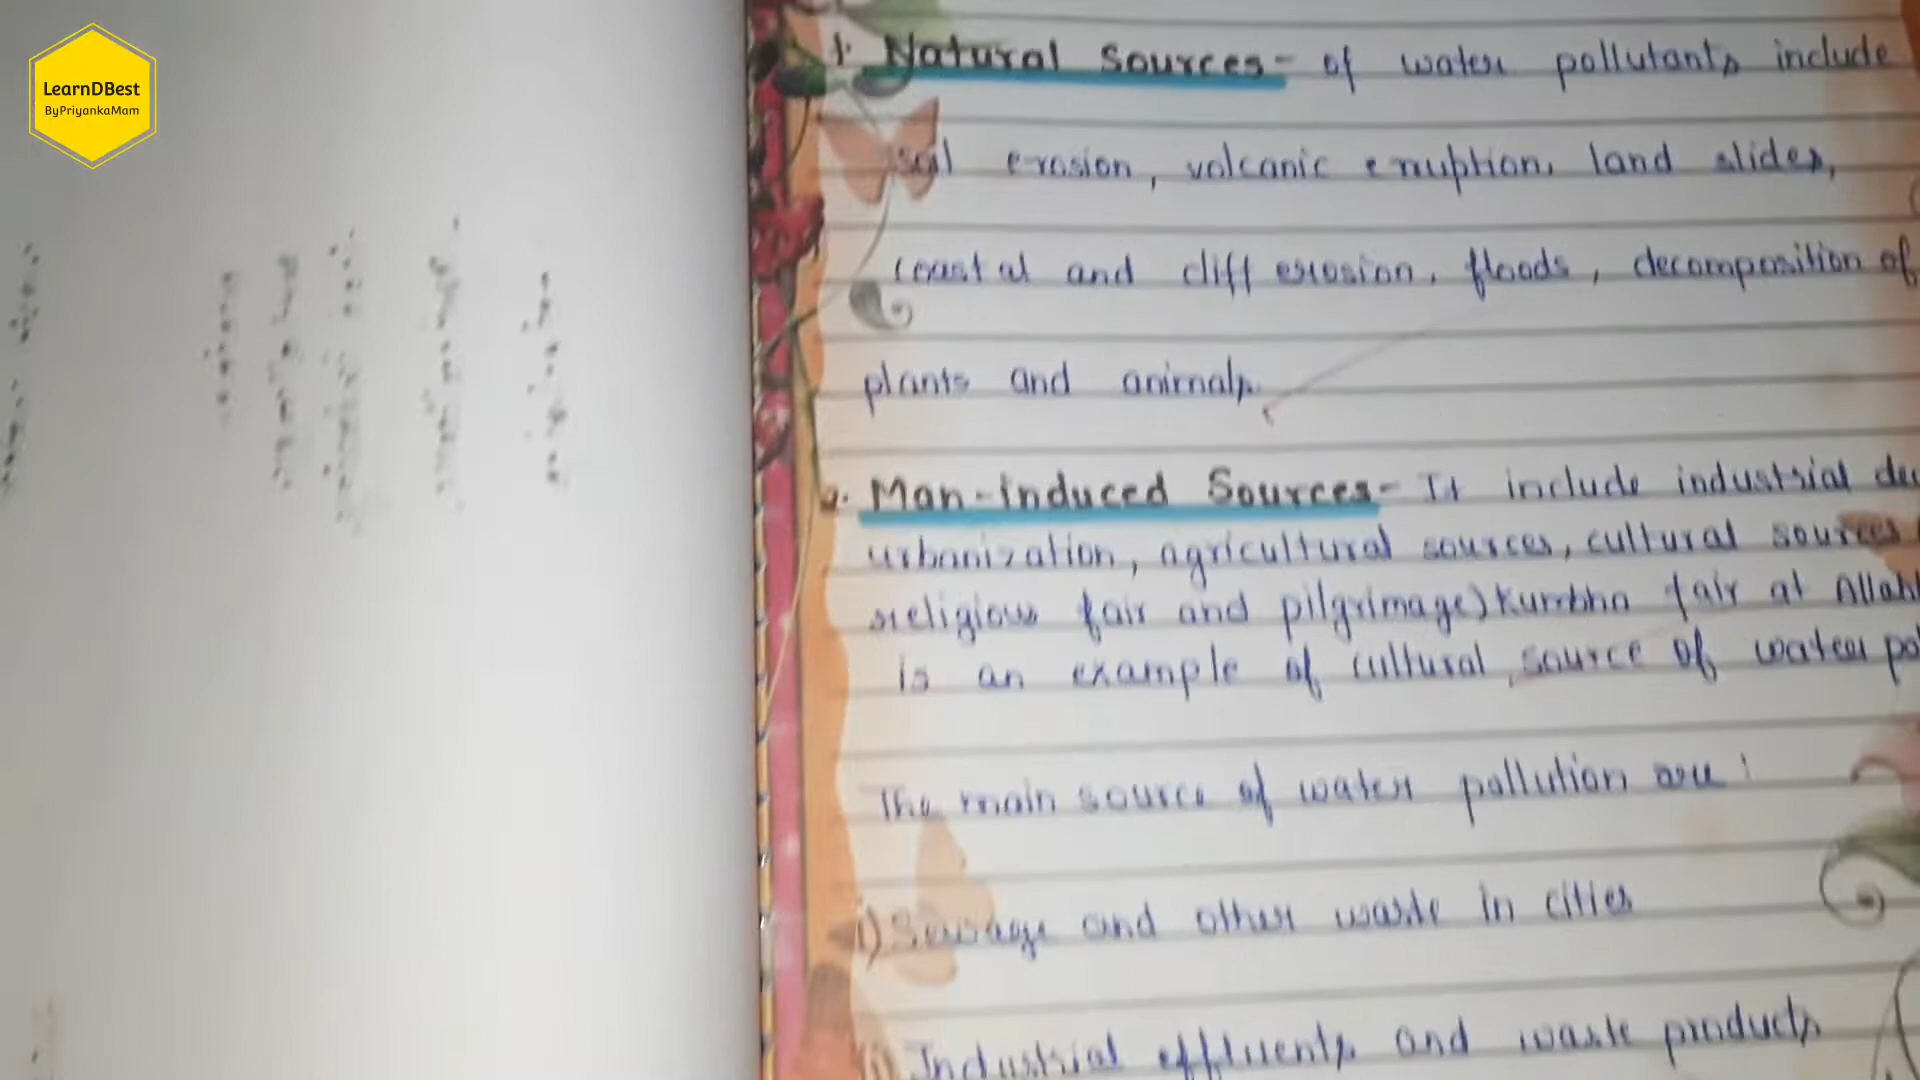 LearnDBest
ByPriyankaMam
1. Natural Sources- of water pollutants include
soil erosion, volcanic eruption, land slides,
coastal and cliff erosion, floods, decomposition of
plants and animals
2. Man-induced Sources- It include industrial
urbanization, agricultural sources, cultural sources
religious fair and pilgrimage) Kumbha fair at
is an example of cultural source of water
The main source of water pollution are:
i) Sewage and other waste in cities
ii) Industrial effluents and waste products